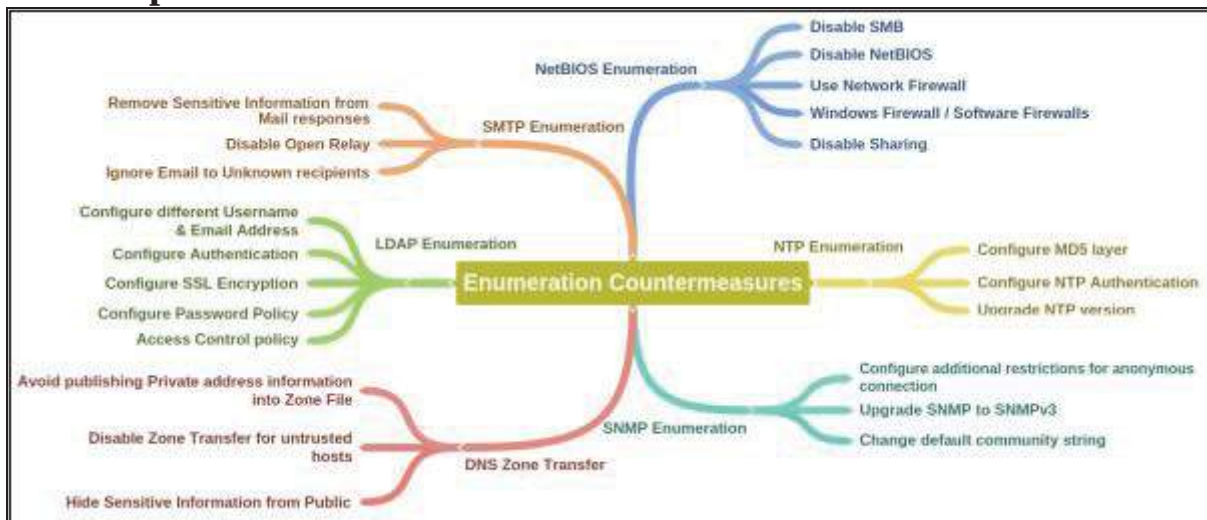 Disable SMB
Disable NetBIOS
NetBIOS Enumeration
Use Network Firewall
Windows Firewall / Software Firewalls
Disable Sharing
Remove Sensitive Information from
Mail responses
SMTP Enumeration
Disable Open Relay
Ignore Email to Unknown recipients
Configure different Username
& Email Address
LDAP Enumeration
Configure Authentication
Configure SSL Encryption
Configure Password Policy
Access Control policy
Enumeration Countermeasures
NTP Enumeration
Configure MD5 layer
Configure NTP Authentication
Upgrade NTP version
Avoid publishing Private address information
into Zone File
Disable Zone Transfer for untrusted
hosts
DNS Zone Transfer
Hide Sensitive Information from Public
Configure additional restrictions for anonymous
connection
Upgrade SNMP to SNMPv3
SNMP Enumeration
Change default community string